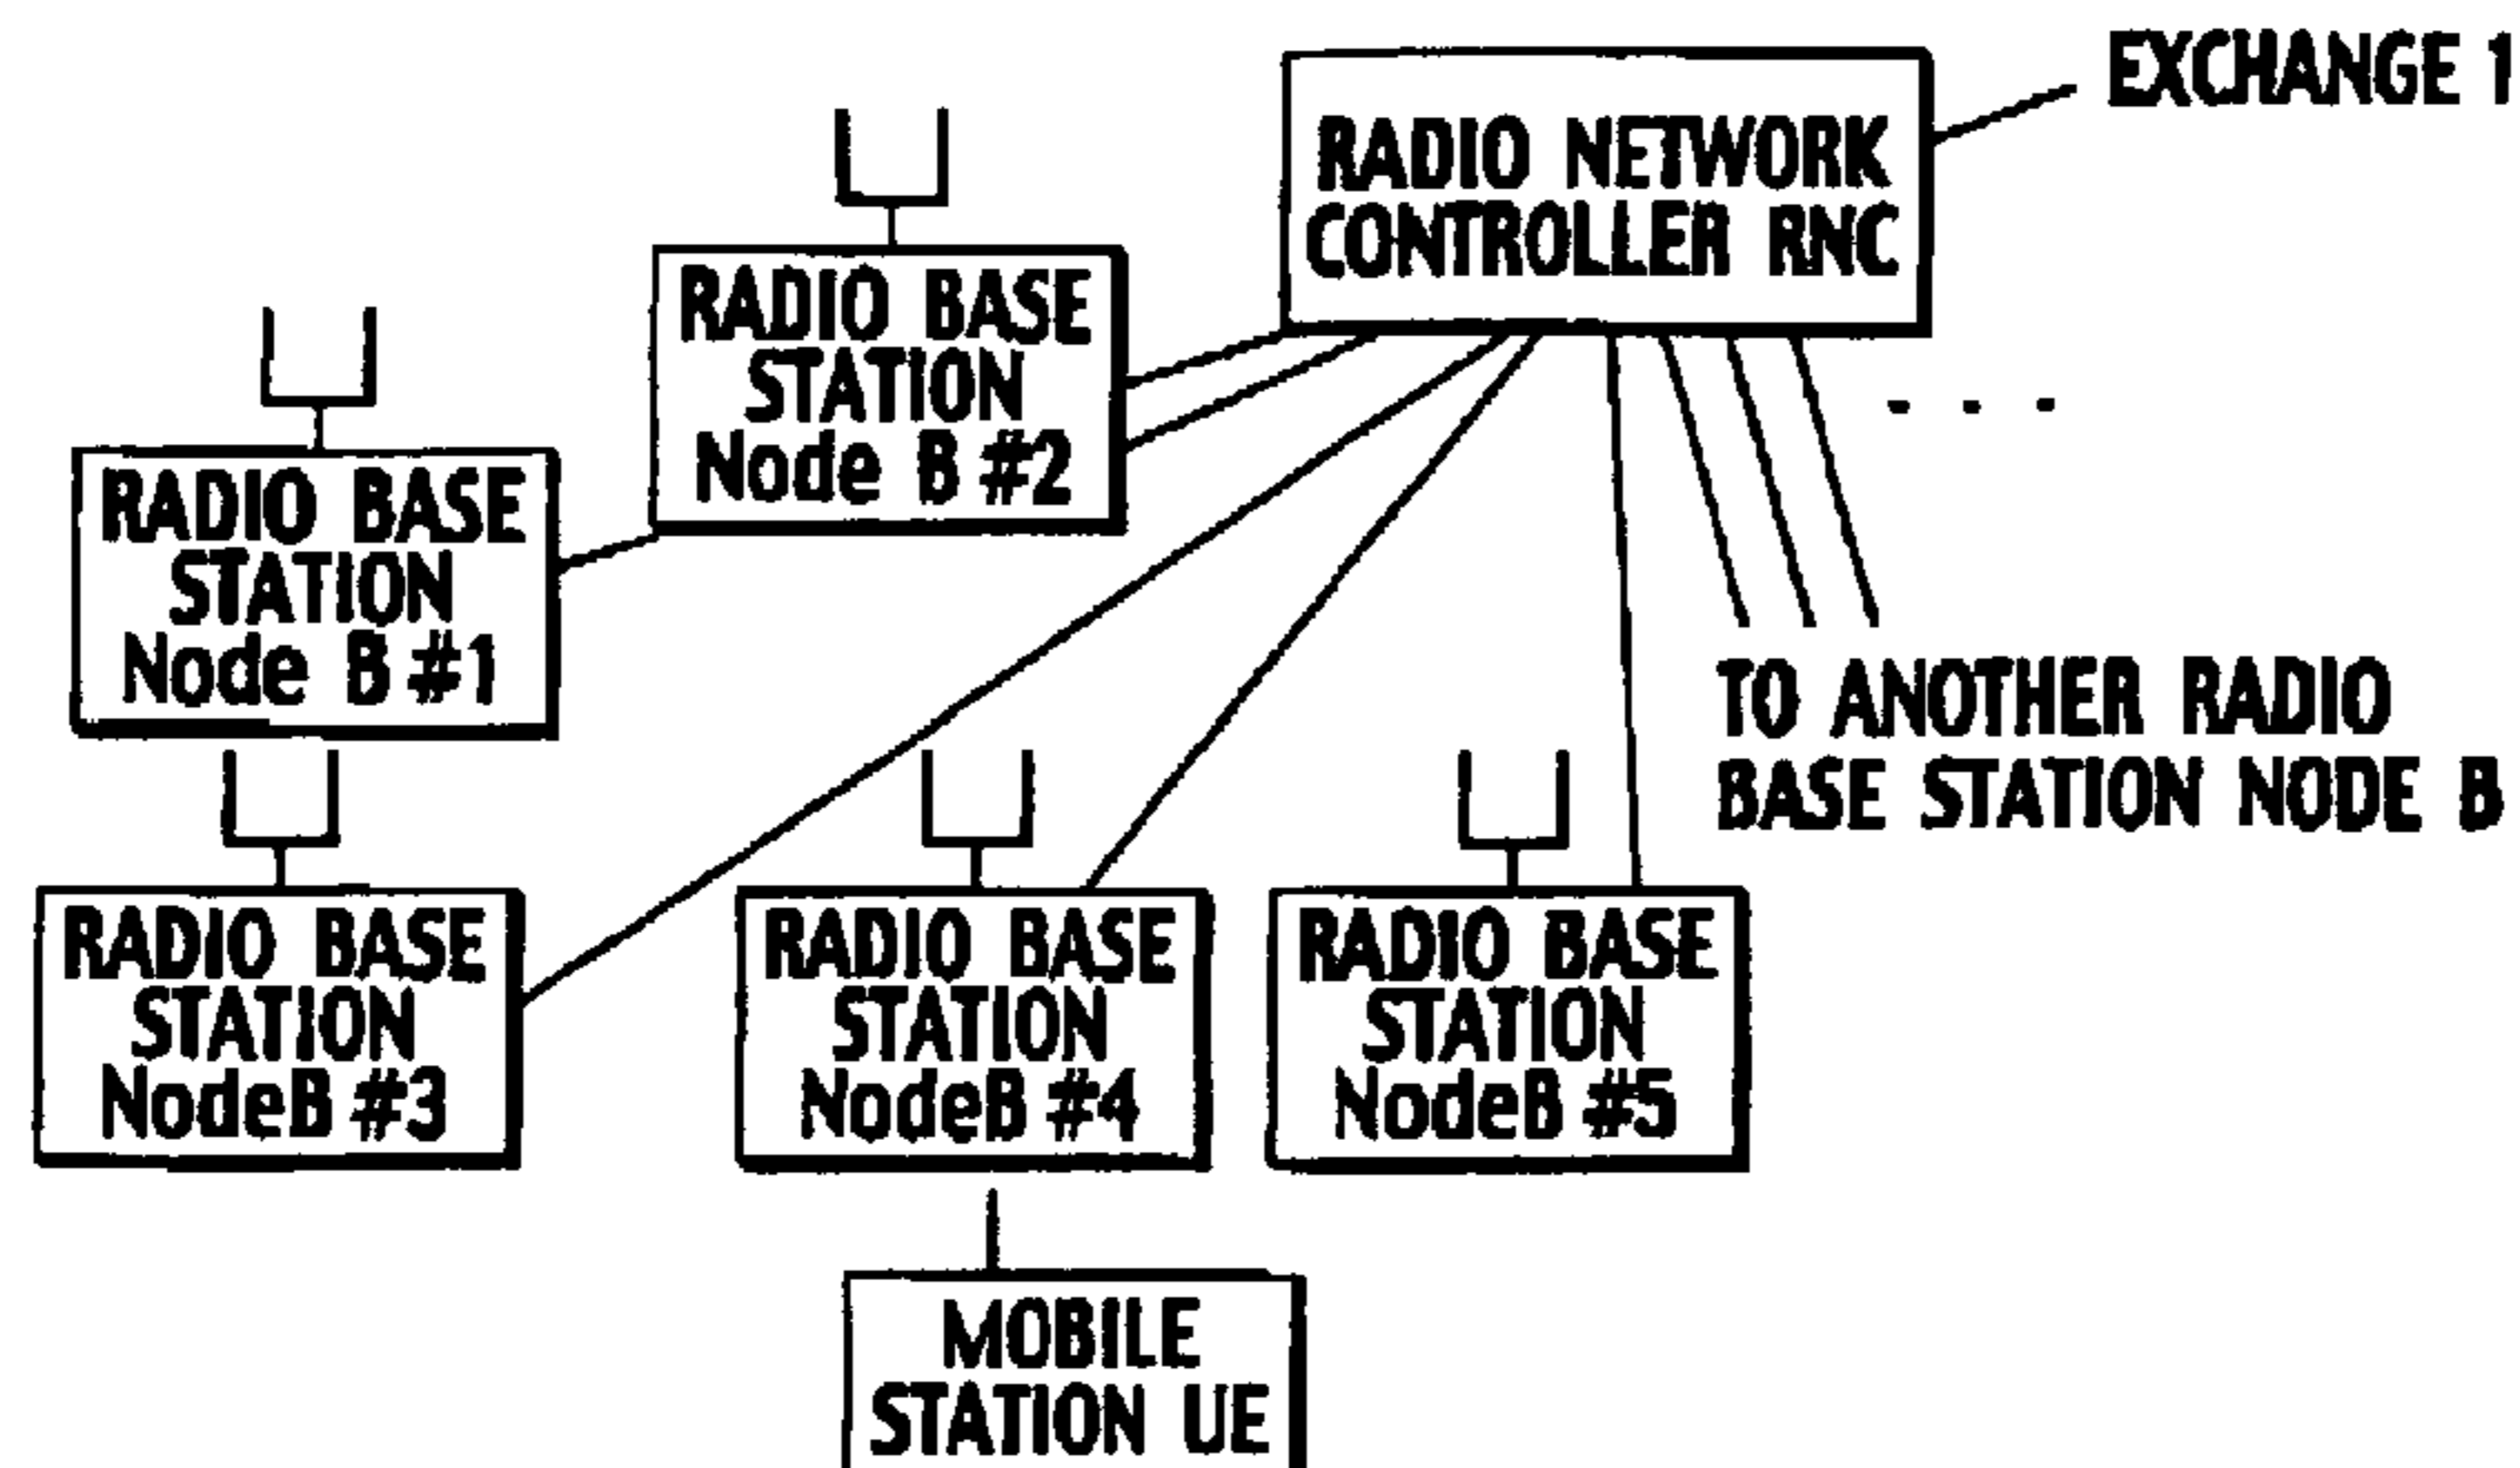 EXCHANGE 1
RADIO NETWORK
CONTROLLER RNC
RADIO BASE
STATION
Node B #2
RADIO BASE
STATION
Node B #1
. . .
TO ANOTHER RADIO
BASE STATION NODE B
RADIO BASE
STATION
NodeB #3
RADIO BASE
STATION
NodeB #4
RADIO BASE
STATION
NodeB #5
MOBILE
STATION UE